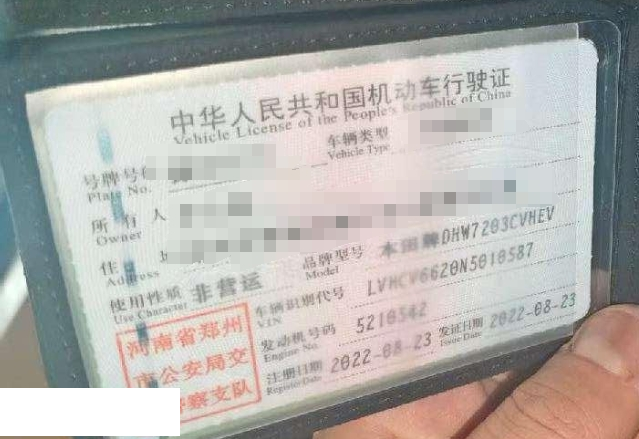 中华人民共和国机动车行驶证
Vehicle License of the People's Republic of China
号牌号码
Plate No.
车辆类型
Vehicle Type
所有人
Owner
住
Address
使用性质 非营运
Use Character
品牌型号 本田牌DHW7203CVHEV
Model
车辆识别代号 LVHCV6620N5010587
VIN
发动机号码 5210342
Engine No.
注册日期 2022-08-23
Register Date
发证日期 2022-08-23
Issue Date
河南省郑州
市公安局交
警察支队